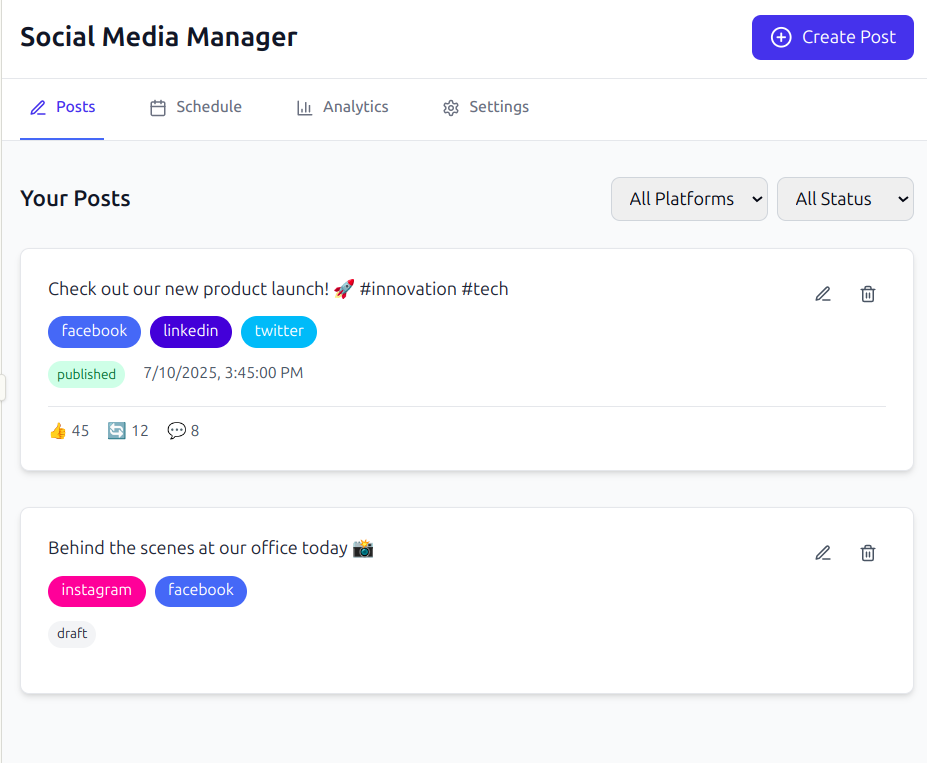 Social Media Manager
Create Post
Posts Schedule Analytics Settings
Your Posts
All Platforms All Status
Check out our new product launch! 🚀 #innovation #tech
facebook linkedin twitter
published 7/10/2025, 3:45:00 PM
👍 45 🔄 12 💬 8
Behind the scenes at our office today 📸
instagram facebook
draft